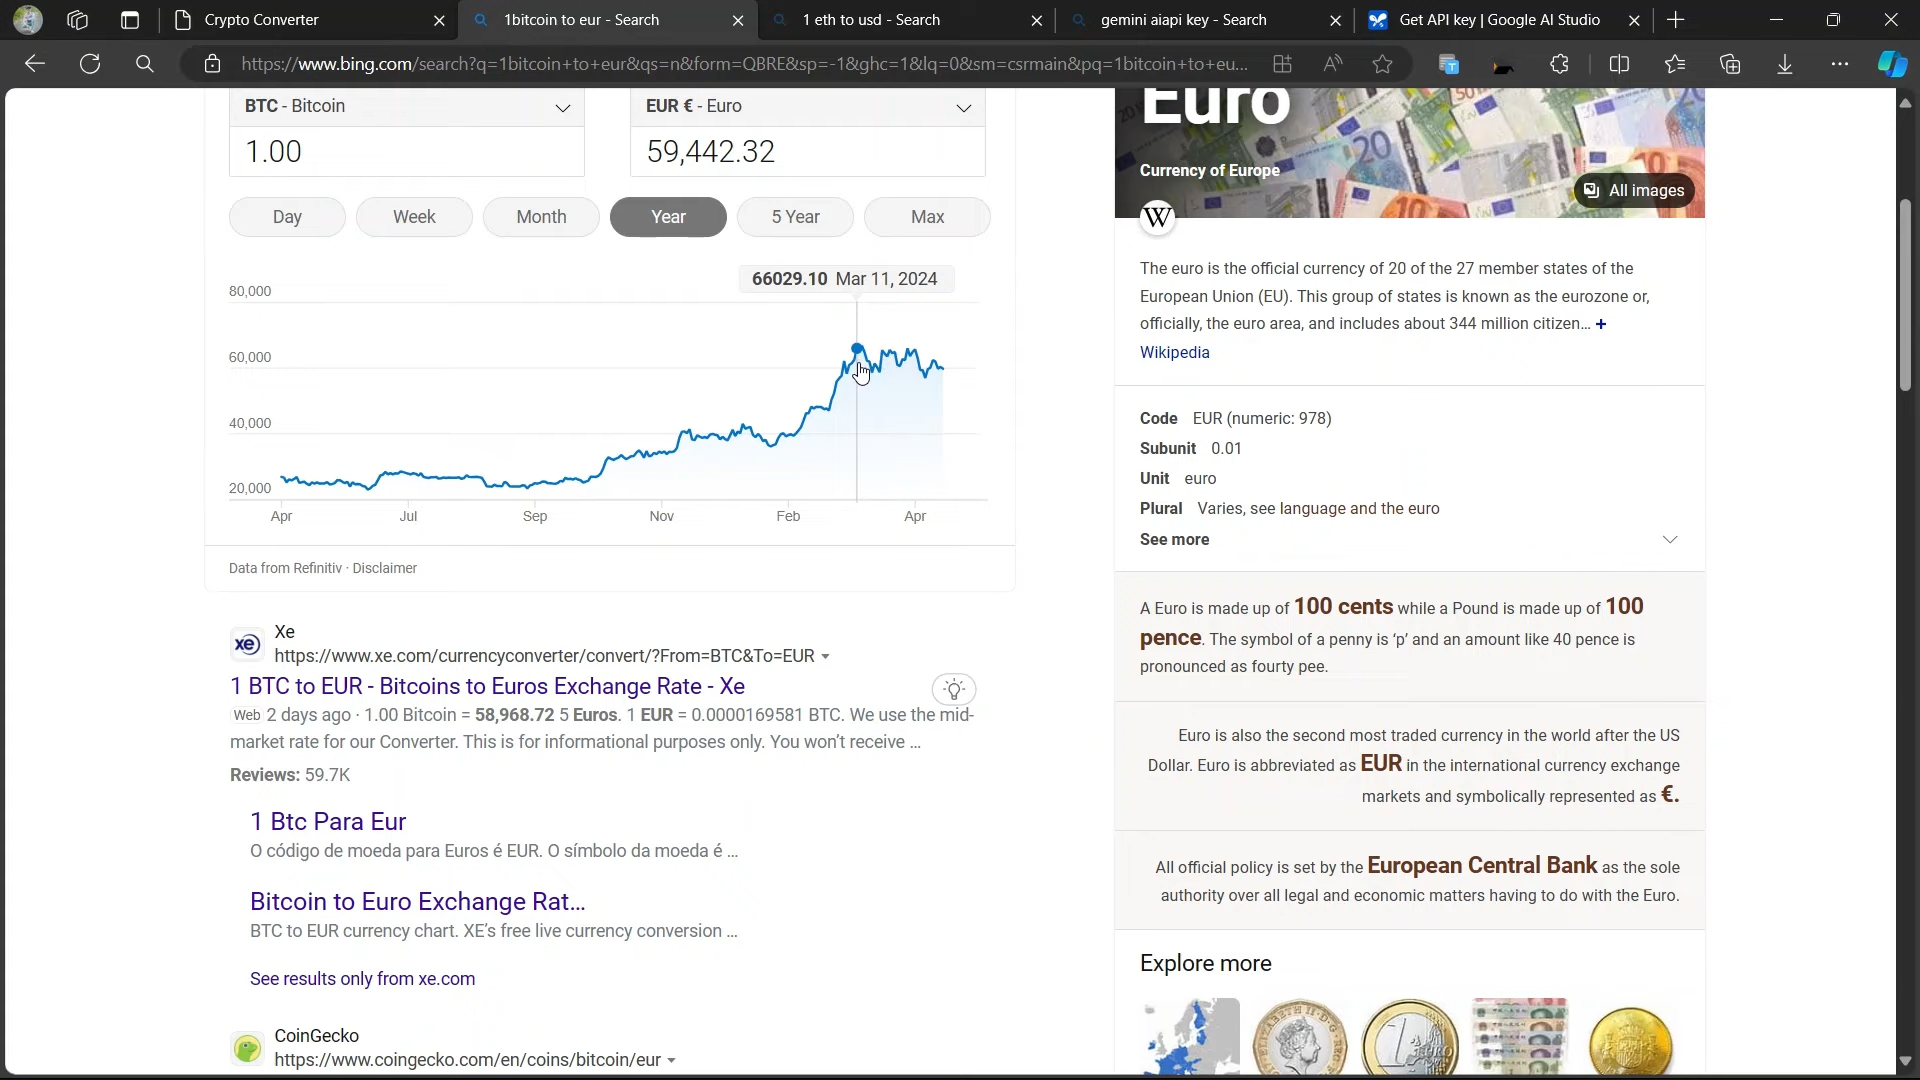 Crypto Converter
1bitcoin to eur - Search
1 eth to usd - Search
gemini aiapi key - Search
Get API key | Google AI Studio
https://www.bing.com/search?q=1bitcoin+to+eur&qs=n&form=QBRE&sp=-1&ghc=1&lq=0&sm=csrmain&pq=1bitcoin+to+eu...
BTC - Bitcoin
EUR € - Euro
1.00
59,442.32
Day
Week
Month
Year
5 Year
Max
66029.10 Mar 11, 2024
80,000
60,000
40,000
20,000
Apr
Jul
Sep
Nov
Feb
Apr
Data from Refinitiv · Disclaimer
xe
Xe
https://www.xe.com/currencyconverter/convert/?From=BTC&To=EUR
1 BTC to EUR - Bitcoins to Euros Exchange Rate - Xe
Web 2 days ago · 1.00 Bitcoin = 58,968.72 5 Euros. 1 EUR = 0.0000169581 BTC. We use the mid-
market rate for our Converter. This is for informational purposes only. You won't receive ...
Reviews: 59.7K
1 Btc Para Eur
O código de moeda para Euros é EUR. O símbolo da moeda é ...
Bitcoin to Euro Exchange Rat...
BTC to EUR currency chart. XE's free live currency conversion ...
See results only from xe.com
CoinGecko
https://www.coingecko.com/en/coins/bitcoin/eur
Euro
Currency of Europe
All images
W
The euro is the official currency of 20 of the 27 member states of the
European Union (EU). This group of states is known as the eurozone or,
officially, the euro area, and includes about 344 million citizen... +
Wikipedia
Code EUR (numeric: 978)
Subunit 0.01
Unit euro
Plural Varies, see language and the euro
See more
A Euro is made up of 100 cents while a Pound is made up of 100
pence. The symbol of a penny is ‘p’ and an amount like 40 pence is
pronounced as fourty pee.
Euro is also the second most traded currency in the world after the US
Dollar. Euro is abbreviated as EUR in the international currency exchange
markets and symbolically represented as €.
All official policy is set by the European Central Bank as the sole
authority over all legal and economic matters having to do with the Euro.
Explore more